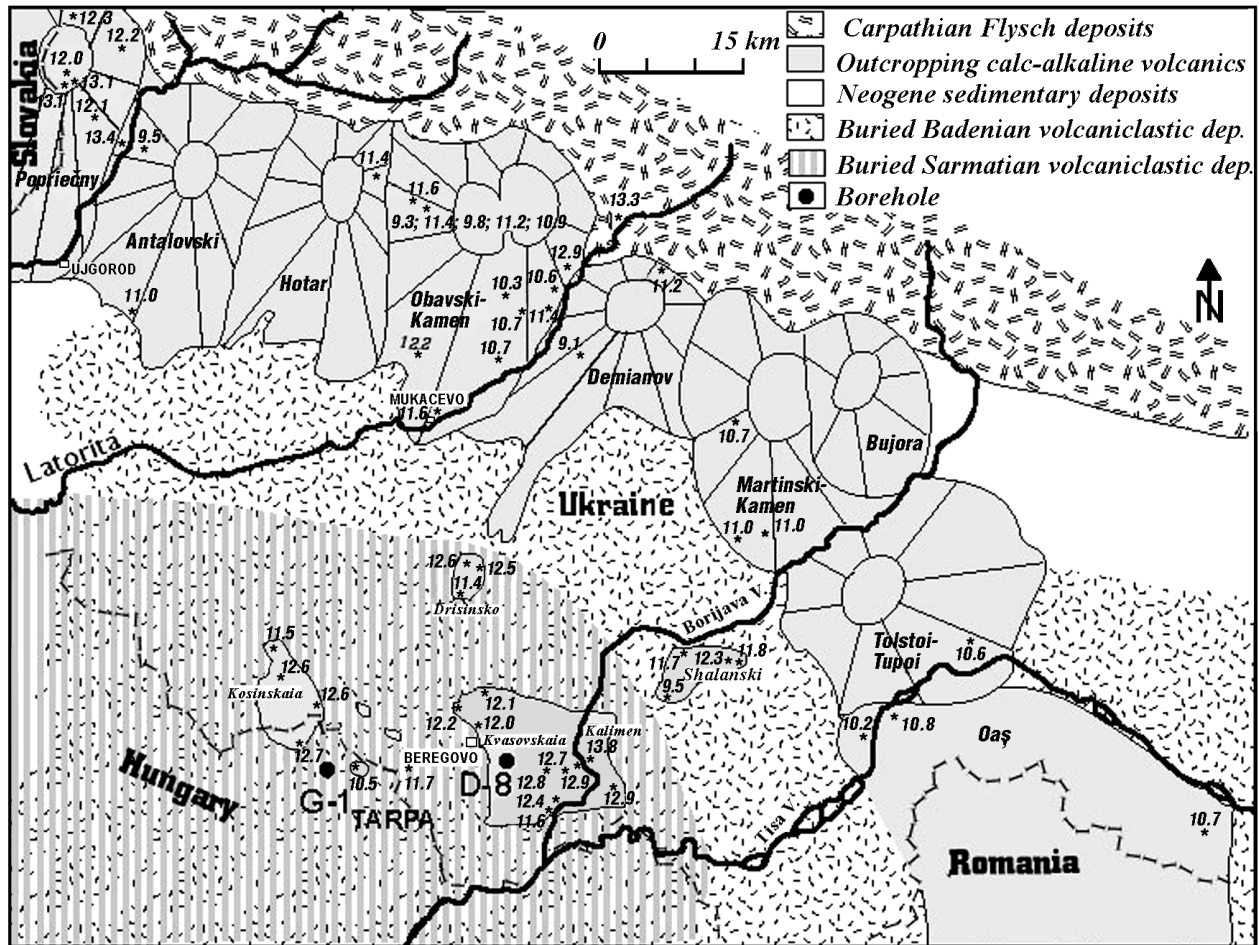 12.3
12.2
12.0
13.1
13.1
12.1
13.4
9.5
Slovakia
Popriečny
0 15 km
Carpathian Flysch deposits
Outcropping calc-alkaline volcanics
Neogene sedimentary deposits
Buried Badenian volcaniclastic dep.
Buried Sarmatian volcaniclastic dep.
Borehole
N
11.4
11.6
9.3; 11.4; 9.8; 11.2; 10.9
13.3
Antalovski
UJGOROD
11.0
Hotar
12.9
10.3
10.6
11.2
Obavski-
Kamen
10.7
11.4
12.2
10.7
9.1
Demianov
MUKACEVO
11.6
10.7
Bujora
Latorita
Martinski-
Kamen
11.0
11.0
Ukraine
12.6
12.5
11.4
Drisinsko
Borijava V.
Tolstoi-
Tupoi
10.6
11.5
12.6
Kosinskaia
12.6
11.7
12.3
11.8
Shalanski
9.5
12.1
12.2
12.0
Kvasovskaia
Kalimen
13.8
10.2
10.8
Oaş
Hungary
12.7
10.5
BEREGOVO
11.7
D-8
12.7
12.8
12.9
12.4
12.9
11.6
G-1
TARPA
Tisa V.
10.7
Romania